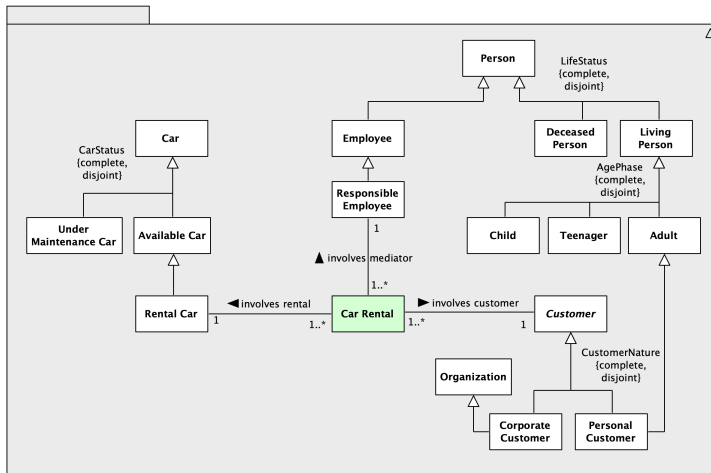 Person
LifeStatus
{complete,
disjoint}
Car
Employee
Deceased
Person
Living
Person
CarStatus
{complete,
disjoint}
AgePhase
{complete,
disjoint}
Responsible
Employee
Under
Maintenance Car
Available Car
1
Child
Teenager
Adult
▲ involves mediator
1..*
Rental Car
1
◀ involves rental
1..*
Car Rental
▶ involves customer
1..*
1
Customer
CustomerNature
{complete,
disjoint}
Organization
Corporate
Customer
Personal
Customer